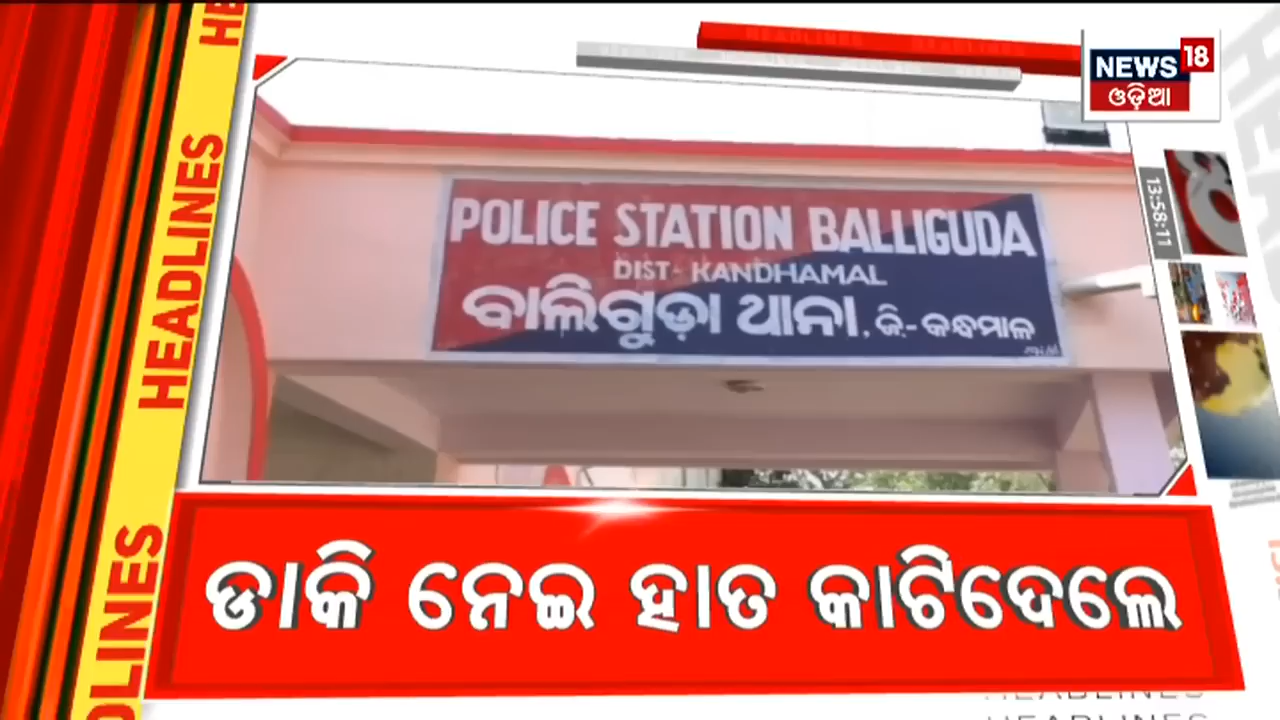 HEADLINES
NEWS 18
ଓଡ଼ିଆ
13:58:11
POLICE STATION BALLIGUDA
DIST- KANDHAMAL
ବାଲିଗୁଡ଼ା ଥାନା, ଜି.- କନ୍ଧମାଳ
ଡାକି ନେଇ ହାତ କାଟିଦେଲେ